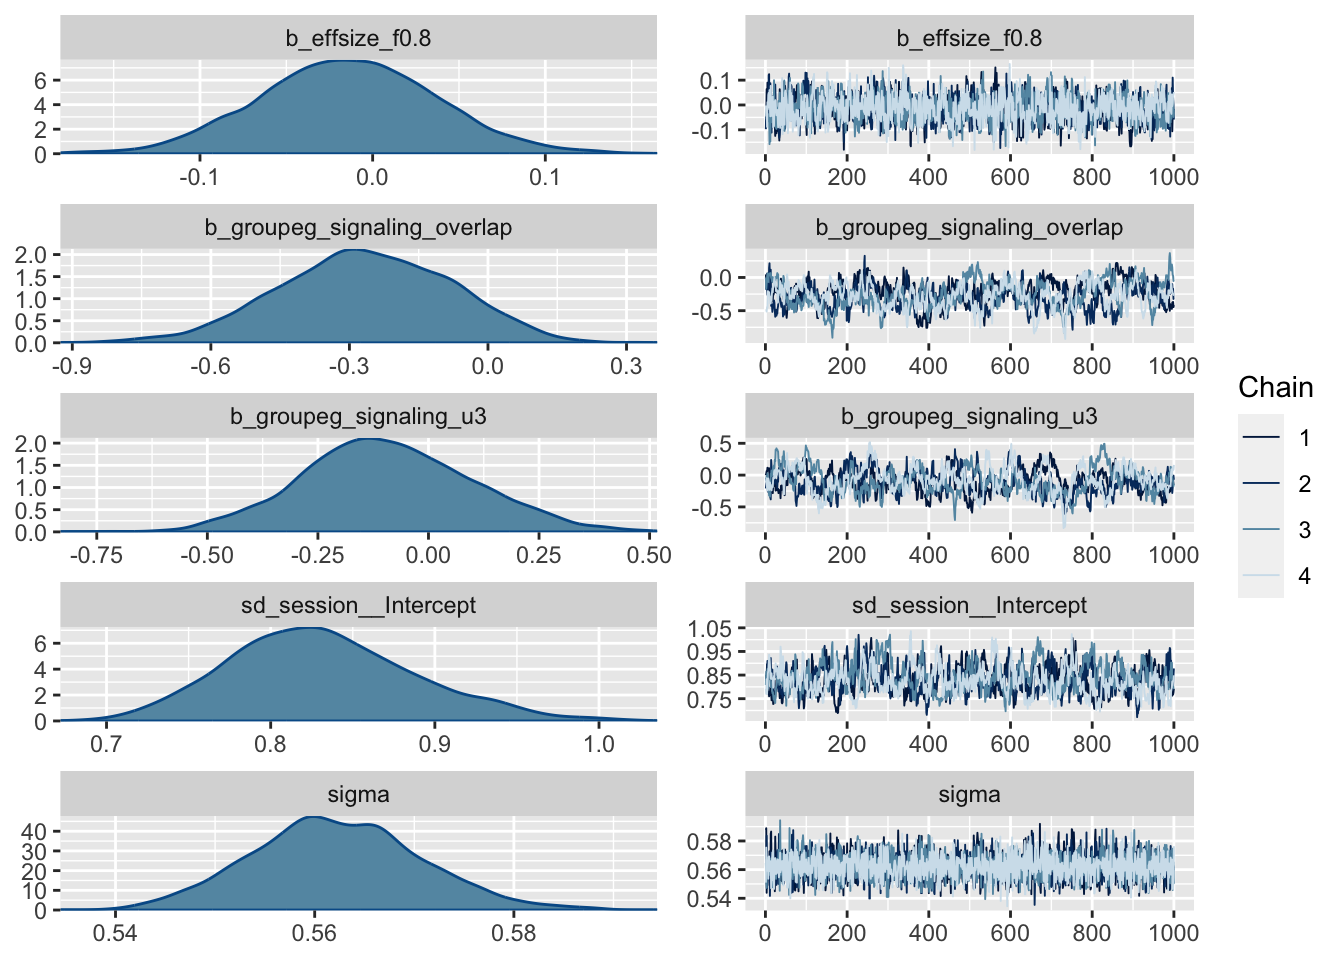 b_effsize_f0.8
6
4
2
0
-0.1 0.0 0.1
b_effsize_f0.8
0.1
0.0
-0.1
0 200 400 600 800 1000
b_groupeg_signaling_overlap
2.0
1.5
1.0
0.5
0.0
-0.9 -0.6 -0.3 0.0 0.3
b_groupeg_signaling_overlap
0.0
-0.5
0 200 400 600 800 1000
b_groupeg_signaling_u3
2.0
1.5
1.0
0.5
0.0
-0.75 -0.50 -0.25 0.00 0.25 0.50
b_groupeg_signaling_u3
0.5
0.0
-0.5
0 200 400 600 800 1000
sd_session__Intercept
6
4
2
0
0.7 0.8 0.9 1.0
sd_session__Intercept
1.05
0.95
0.85
0.75
0 200 400 600 800 1000
sigma
40
30
20
10
0
0.54 0.56 0.58
sigma
0.58
0.56
0.54
0 200 400 600 800 1000
Chain
1
2
3
4